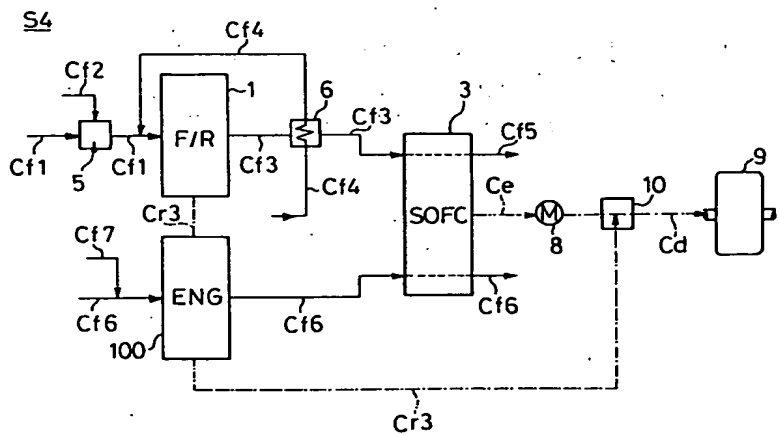 S4
Cf4
Cf2
1
6
Cf3
3
F/R
Cf1
5
Cf1
Cf3
Cf4
Cf5
9
SOFC
Ce
10
M
8
Cd
Cr3
Cf7
ENG
Cf6
Cf6
Cf6
100
Cr3